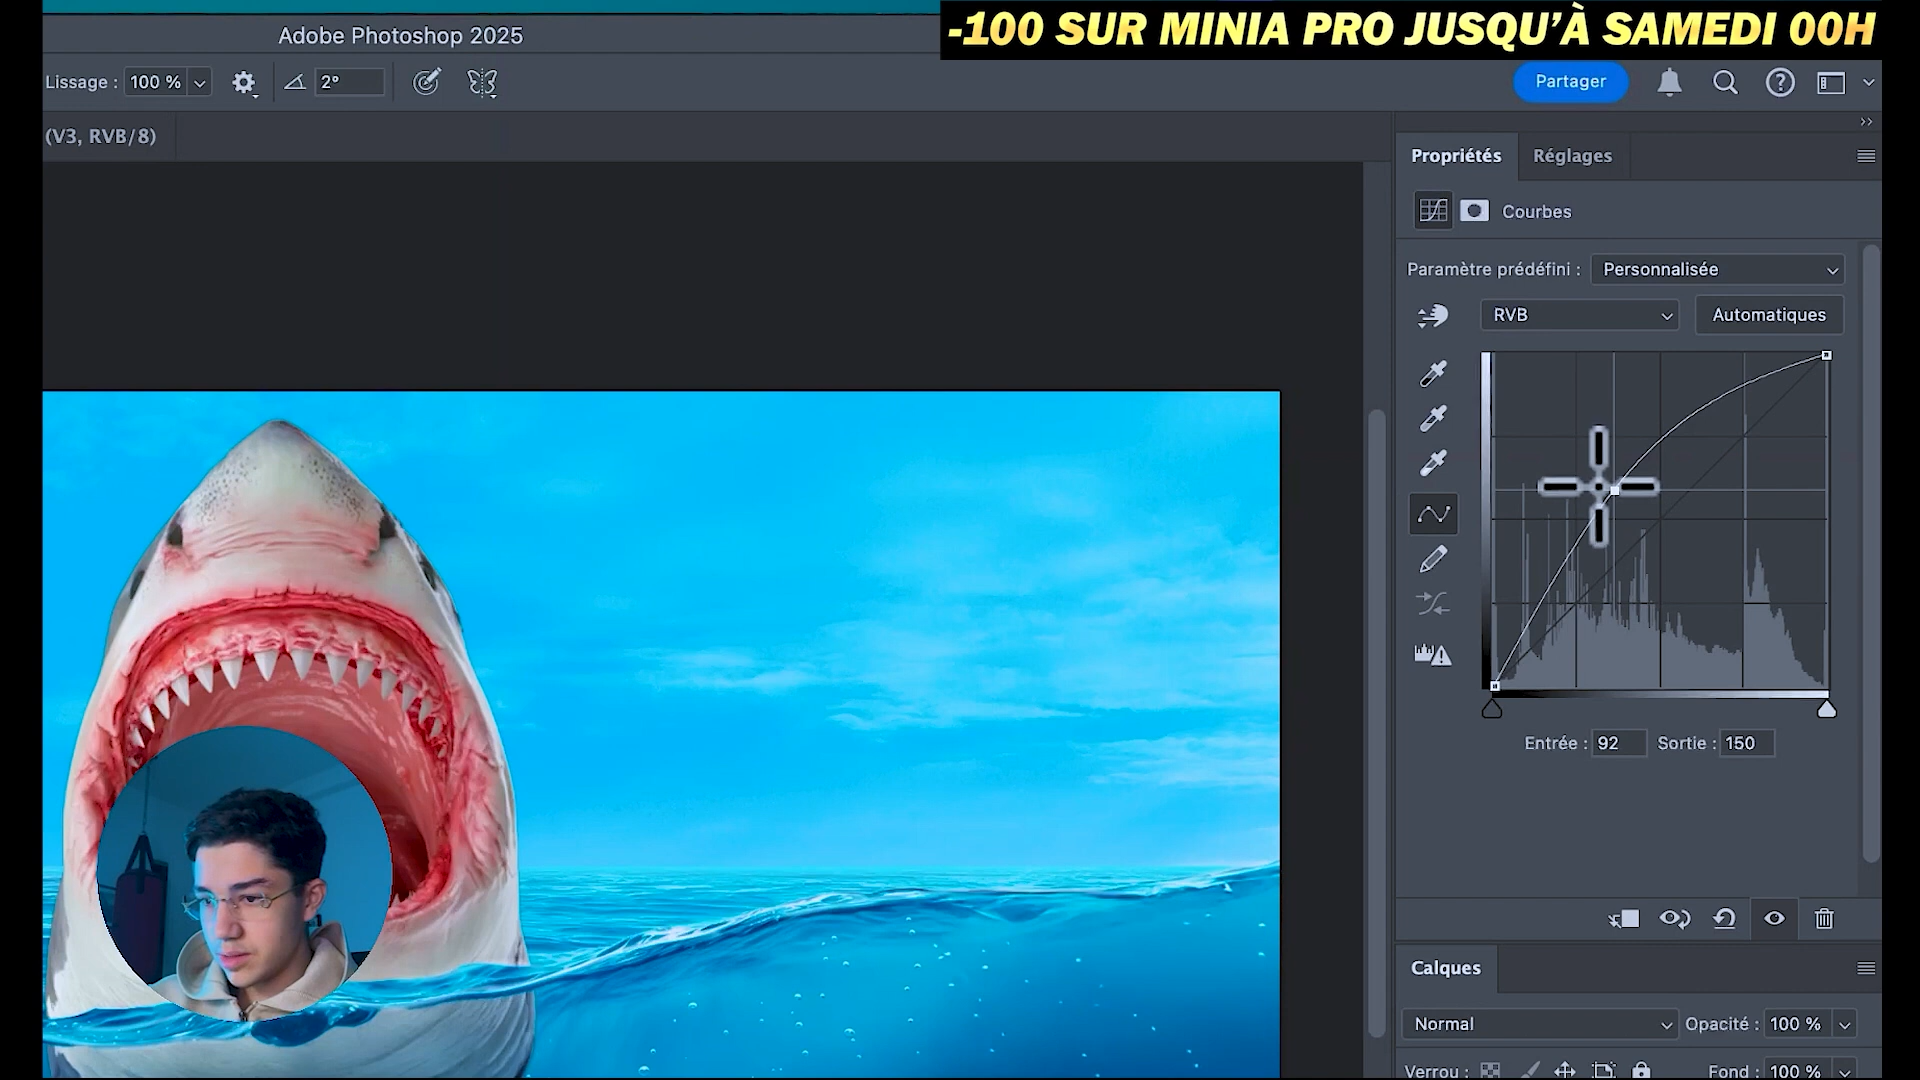 -100 SUR MINIA PRO JUSQU'À SAMEDI 00H
Adobe Photoshop 2025
Lissage : 100 % 2°
Partager
(V3, RVB/8)
Propriétés Réglages
Courbes
Paramètre prédéfini : Personnalisée
RVB Automatiques
Entrée : 92 Sortie : 150
Calques
Normal Opacité : 100 %
Verrou : Fond : 100 %